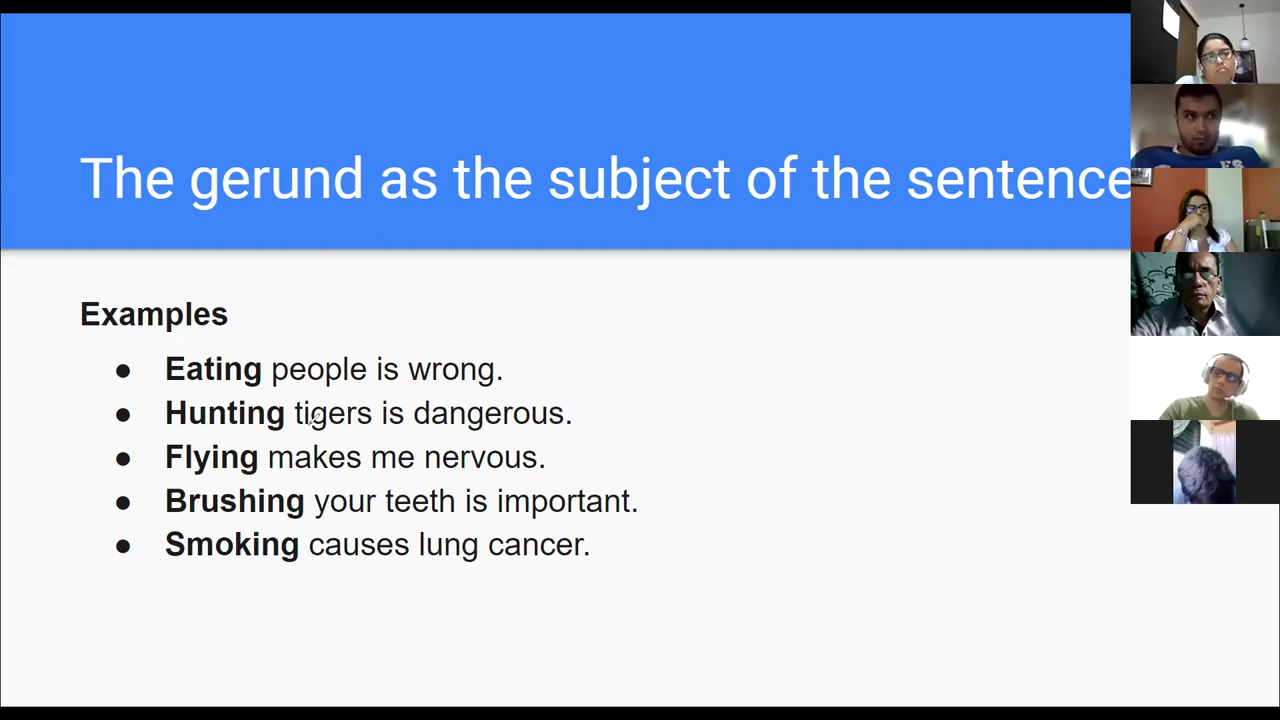 The gerund as the subject of the sentence
Examples
● Eating people is wrong.
● Hunting tigers is dangerous.
● Flying makes me nervous.
● Brushing your teeth is important.
● Smoking causes lung cancer.